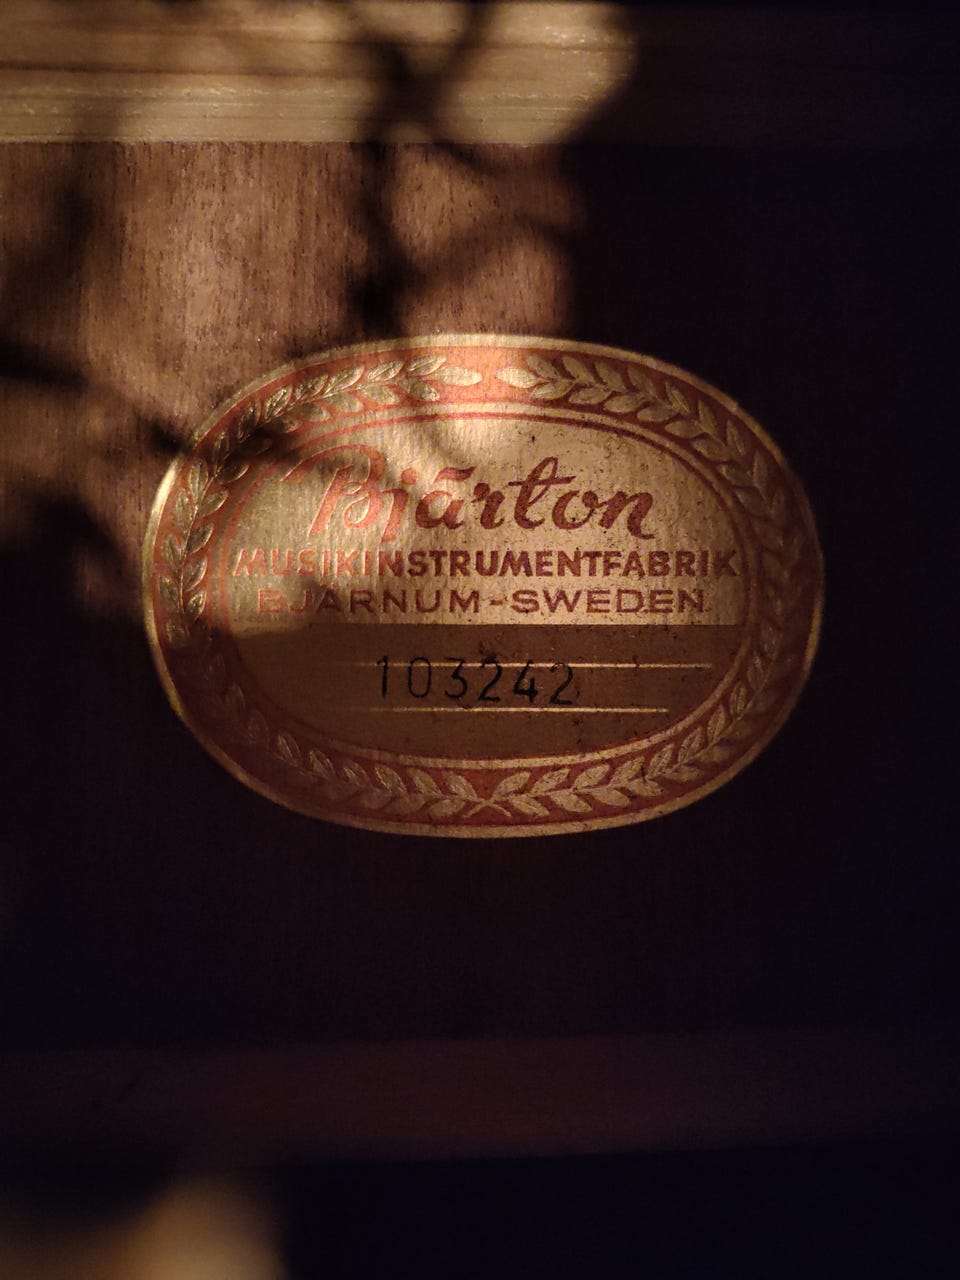 Bjärton
MUSIKINSTRUMENTFABRIK
BJÄRNUM-SWEDEN
103242